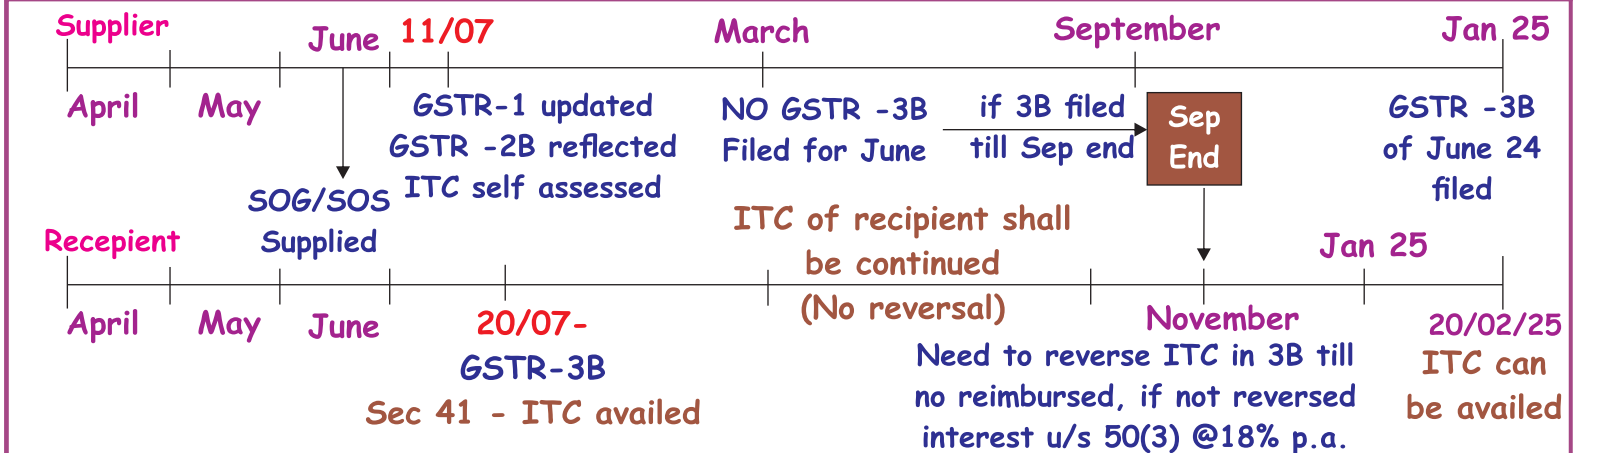 Supplier
June
11/07
March
September
Jan 25
April
May
GSTR-1 updated
GSTR -2B reflected
ITC self assessed
NO GSTR -3B
Filed for June
if 3B filed
till Sep end
Sep
End
GSTR -3B
of June 24
filed
SOG/SOS
Supplied
ITC of recipient shall
be continued
(No reversal)
Recepient
Jan 25
April
May
June
20/07-
GSTR-3B
Sec 41 - ITC availed
November
Need to reverse ITC in 3B till
no reimbursed, if not reversed
interest u/s 50(3) @18% p.a.
20/02/25
ITC can
be availed